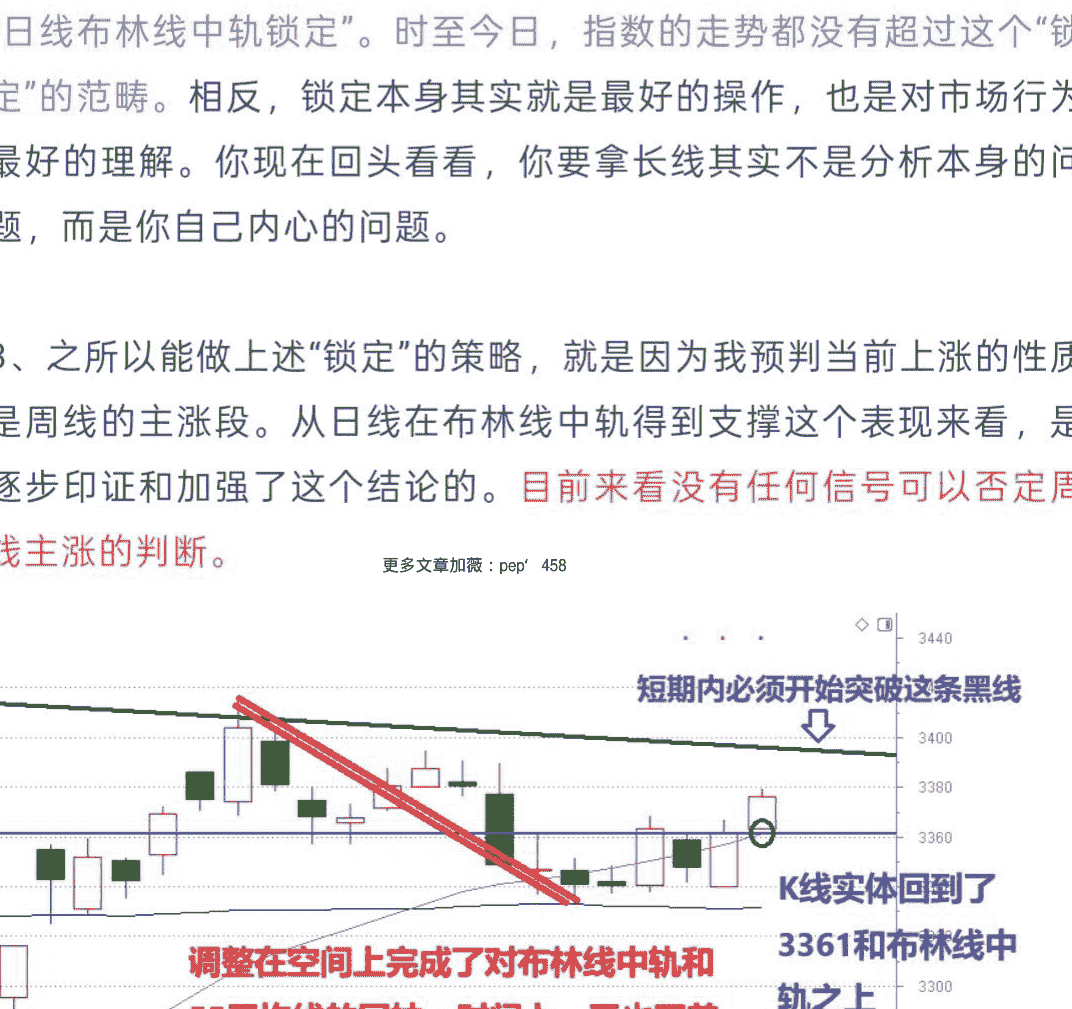 日线布林线中轨锁定”。时至今日，指数的走势都没有超过这个“锁
定”的范畴。相反，锁定本身其实就是最好的操作，也是对市场行为
最好的理解。你现在回头看看，你要拿长线其实不是分析本身的问
题，而是你自己内心的问题。
3、之所以能做上述“锁定”的策略，就是因为我预判当前上涨的性质
是周线的主涨段。从日线在布林线中轨得到支撑这个表现来看，是
逐步印证和加强了这个结论的。目前来看没有任何信号可以否定周
线主涨的判断。
更多文章加薇：pep‘ 458
3440
短期内必须开始突破这条黑线
3400
3380
3360
K线实体回到了
3361和布林线中
轨之上
3300
调整在空间上完成了对布林线中轨和